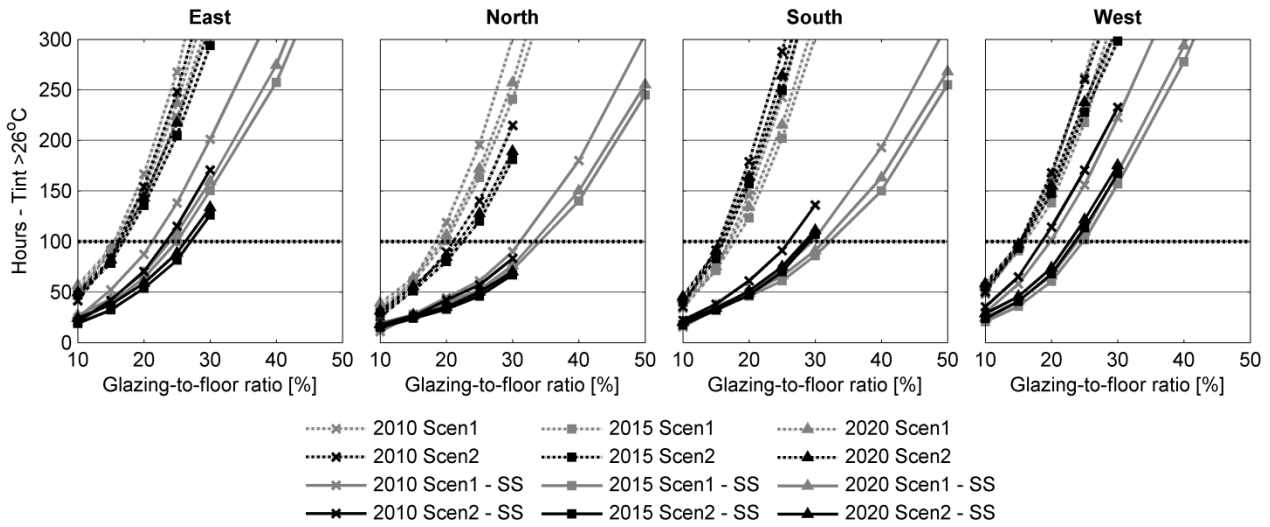 East North South West
Hours - Tint >26°C
300
250
200
150
100
50
0
10 20 30 40 50 10 20 30 40 50 10 20 30 40 50 10 20 30 40 50
Glazing-to-floor ratio [%] Glazing-to-floor ratio [%] Glazing-to-floor ratio [%] Glazing-to-floor ratio [%]
2010 Scen1 2015 Scen1 2020 Scen1
2010 Scen2 2015 Scen2 2020 Scen2
2010 Scen1 - SS 2015 Scen1 - SS 2020 Scen1 - SS
2010 Scen2 - SS 2015 Scen2 - SS 2020 Scen2 - SS